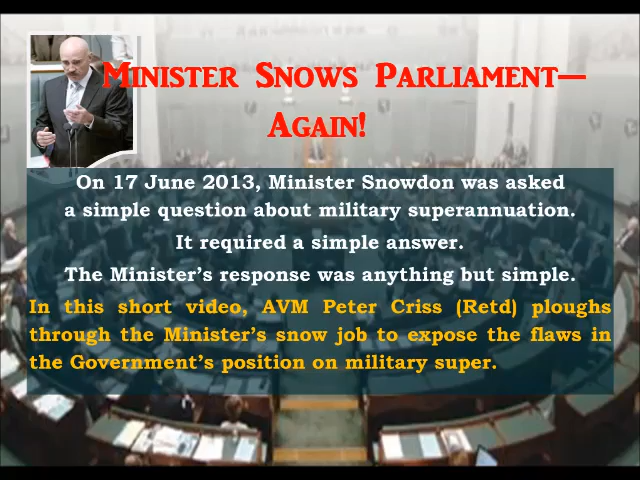 Minister Snows Parliament—
Again!
On 17 June 2013, Minister Snowdon was asked
a simple question about military superannuation.
It required a simple answer.
The Minister's response was anything but simple.
In this short video, AVM Peter Criss (Retd) ploughs
through the Minister's snow job to expose the flaws in
the Government's position on military super.